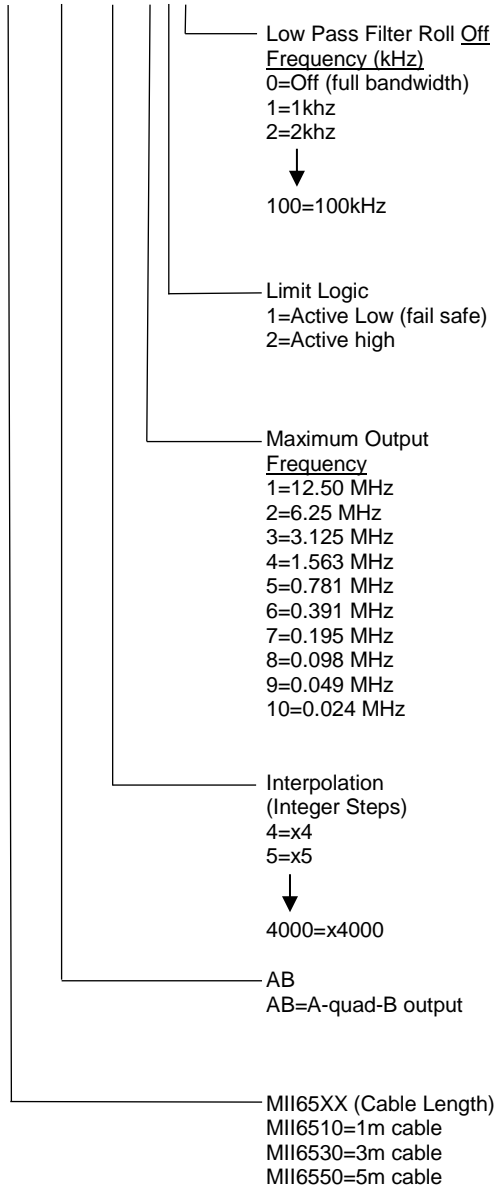 Low Pass Filter Roll Off
Frequency (kHz)
0=Off (full bandwidth)
1=1khz
2=2khz
100=100kHz
Limit Logic
1=Active Low (fail safe)
2=Active high
Maximum Output
Frequency
1=12.50 MHz
2=6.25 MHz
3=3.125 MHz
4=1.563 MHz
5=0.781 MHz
6=0.391 MHz
7=0.195 MHz
8=0.098 MHz
9=0.049 MHz
10=0.024 MHz
Interpolation
(Integer Steps)
4=x4
5=x5
4000=x4000
AB
AB=A-quad-B output
MII65XX (Cable Length)
MII6510=1m cable
MII6530=3m cable
MII6550=5m cable